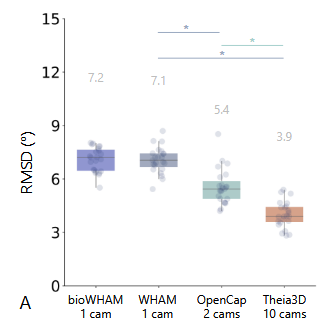 15
12
9
6
3
0
RMSD (º)
*
*
*
7.2
7.1
5.4
3.9
A
bioWHAM
1 cam
WHAM
1 cam
OpenCap
2 cams
Theia3D
10 cams